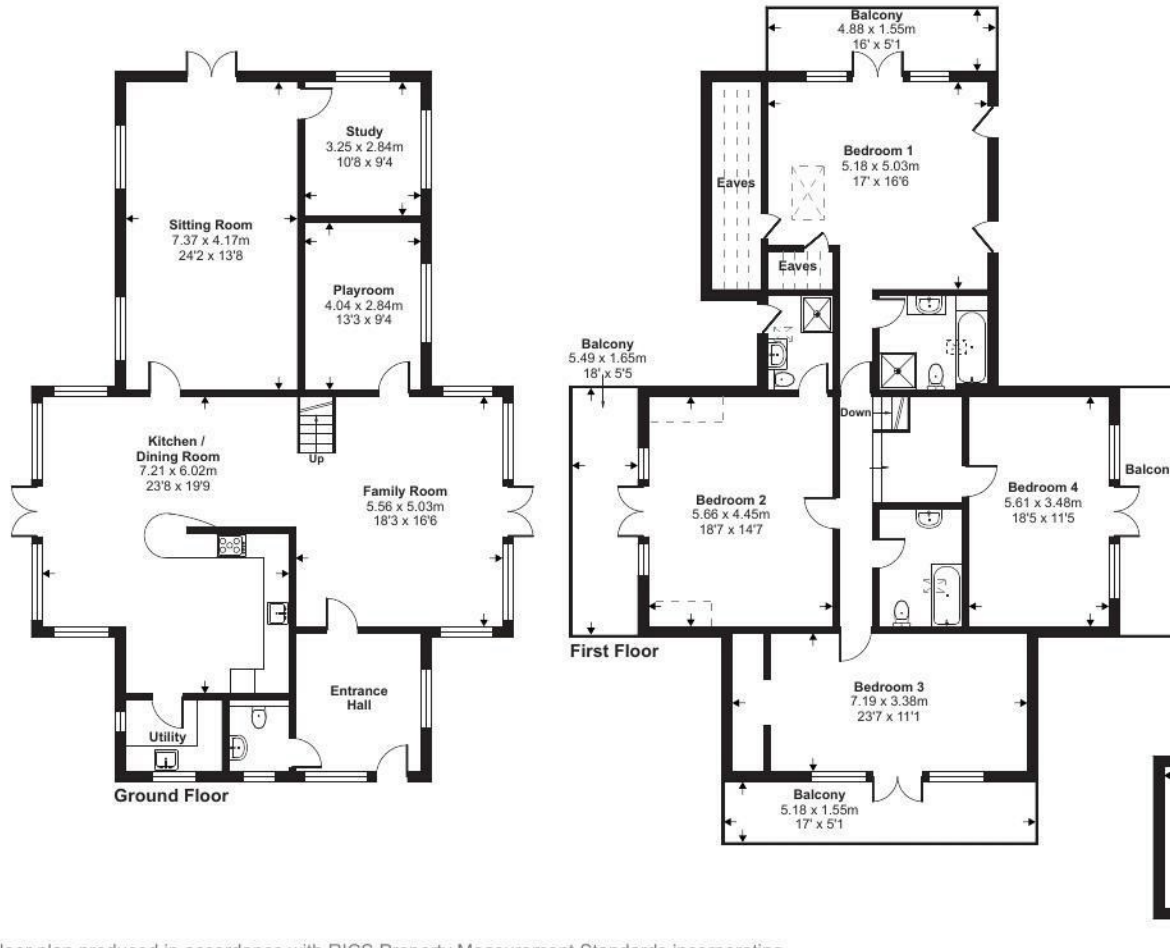 Study
3.25 x 2.84m
10'8 x 9'4
Sitting Room
7.37 x 4.17m
24'2 x 13'8
Playroom
4.04 x 2.84m
13'3 x 9'4
Kitchen /
Dining Room
7.21 x 6.02m
23'8 x 19'9
Up
Family Room
5.56 x 5.03m
18'3 x 16'6
Entrance
Hall
Utility
Ground Floor
Balcony
4.88 x 1.55m
16' x 5'1
Bedroom 1
5.18 x 5.03m
17' x 16'6
Eaves
Eaves
Balcony
5.49 x 1.65m
18' x 5'5
Down
Bedroom 2
5.66 x 4.45m
18'7 x 14'7
Bedroom 4
5.61 x 3.48m
18'5 x 11'5
Balcon
First Floor
Bedroom 3
7.19 x 3.38m
23'7 x 11'1
Balcony
5.18 x 1.55m
17' x 5'1